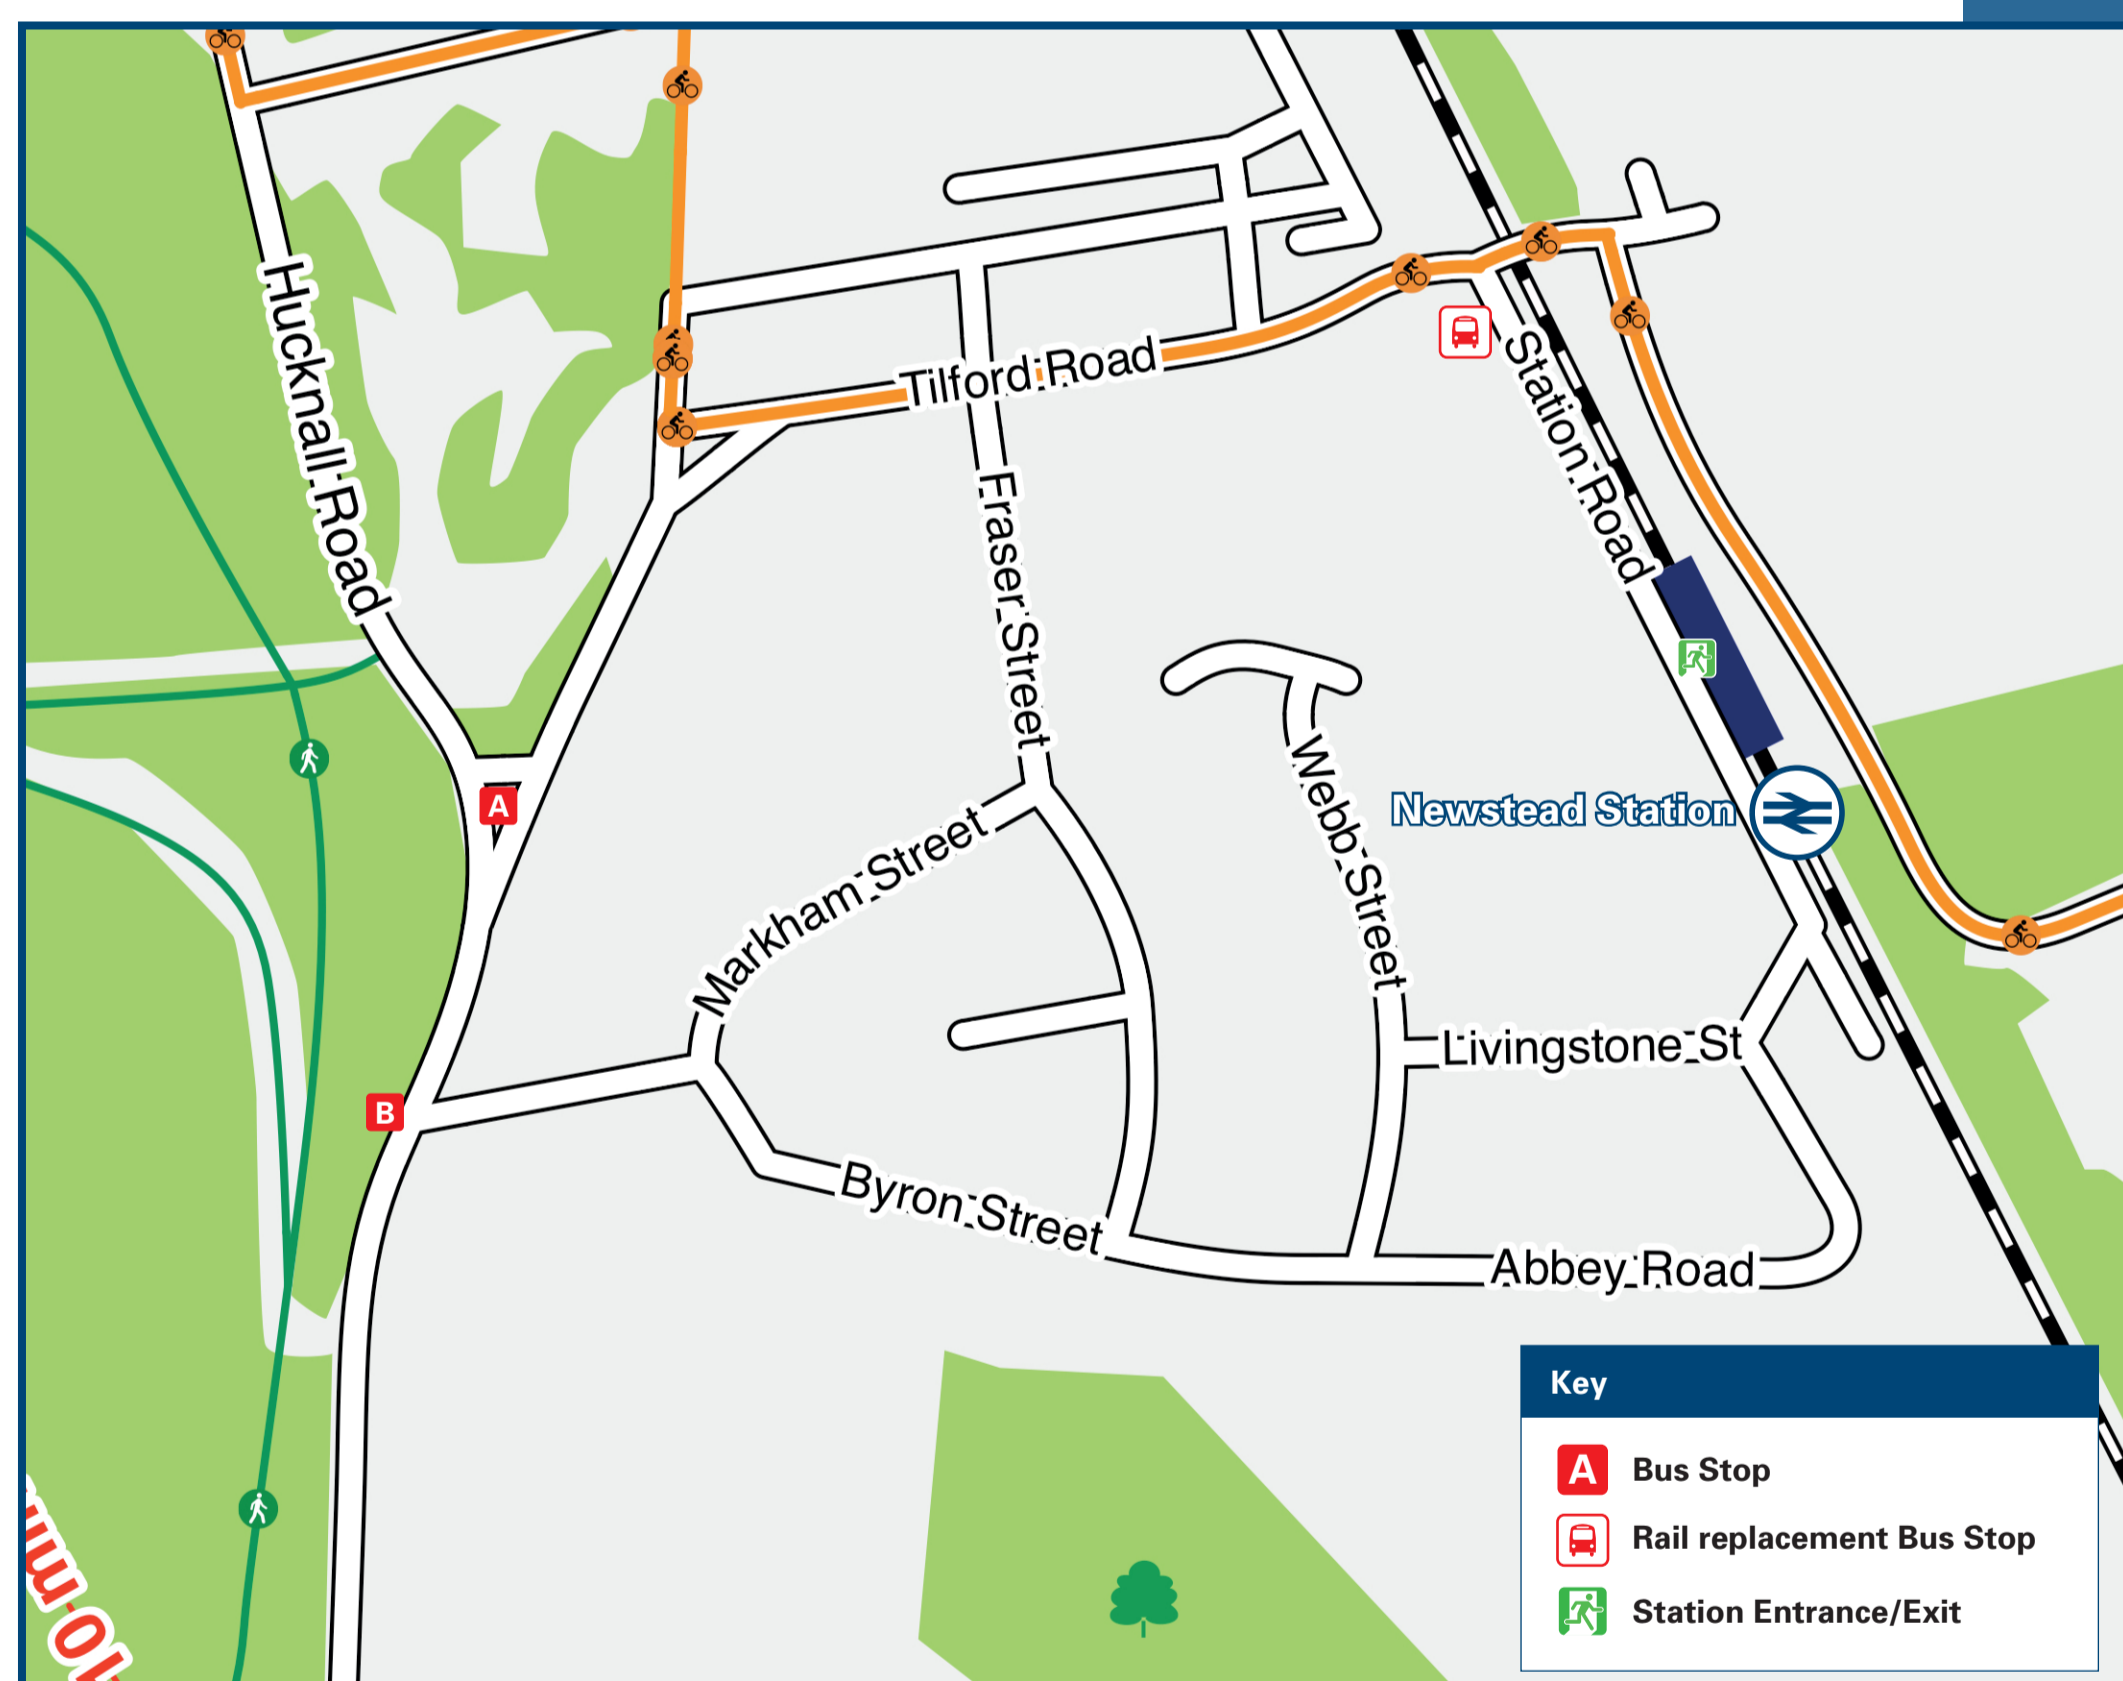 Hucknall Road
Tilford Road
Station Road
Fraser Street
Webb Street
Newstead Station
Markham Street
A
Livingstone St
B
Byron Street
Abbey Road
Key
A Bus Stop
Rail replacement Bus Stop
Station Entrance/Exit